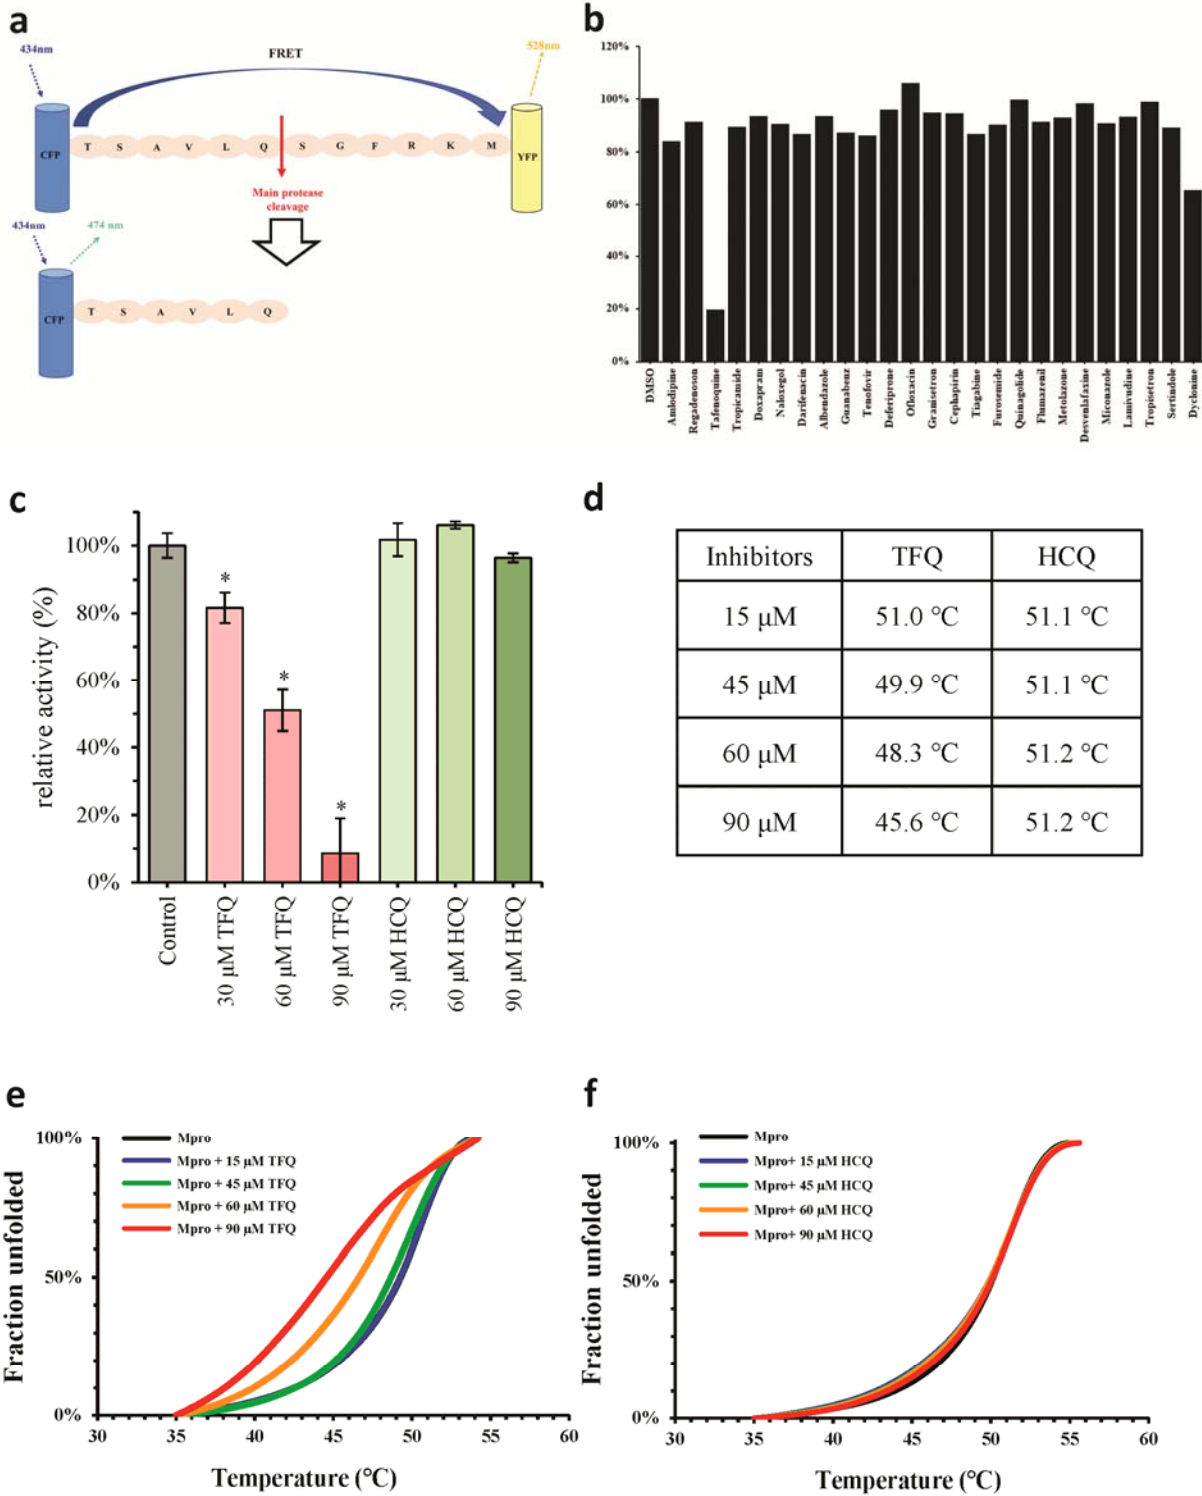 a
434nm
FRET
528nm
CFP
T S A V L Q S G F R K M
YFP
Main protease
cleavage
434nm
474 nm
CFP
T S A V L Q
b
120%
100%
80%
60%
40%
20%
0%
DMSO
Amlodipine
Regadenoson
Tafenoquine
Tropicamide
Doxapram
Naloxegol
Darifenacin
Albendazole
Guanabenz
Tenofovir
Deferiprone
Ofloxacin
Granisetron
Cephapirin
Tiagabine
Furosemide
Quinagolide
Flumazenil
Metolazone
Desvenlafaxine
Miconazole
Lamivudine
Tropisetron
Sertindole
Dyclonine
c
relative activity (%)
100%
80%
60%
40%
20%
0%
*
*
*
Control
30 μM TFQ
60 μM TFQ
90 μM TFQ
30 μM HCQ
60 μM HCQ
90 μM HCQ
d
Inhibitors TFQ HCQ
15 μM 51.0 °C 51.1 °C
45 μM 49.9 °C 51.1 °C
60 μM 48.3 °C 51.2 °C
90 μM 45.6 °C 51.2 °C
e
Fraction unfolded
100%
50%
0%
Mpro
Mpro + 15 μM TFQ
Mpro + 45 μM TFQ
Mpro + 60 μM TFQ
Mpro + 90 μM TFQ
30 35 40 45 50 55 60
Temperature (°C)
f
Fraction unfolded
100%
50%
0%
Mpro
Mpro+ 15 μM HCQ
Mpro+ 45 μM HCQ
Mpro+ 60 μM HCQ
Mpro+ 90 μM HCQ
30 35 40 45 50 55 60
Temperature (°C)